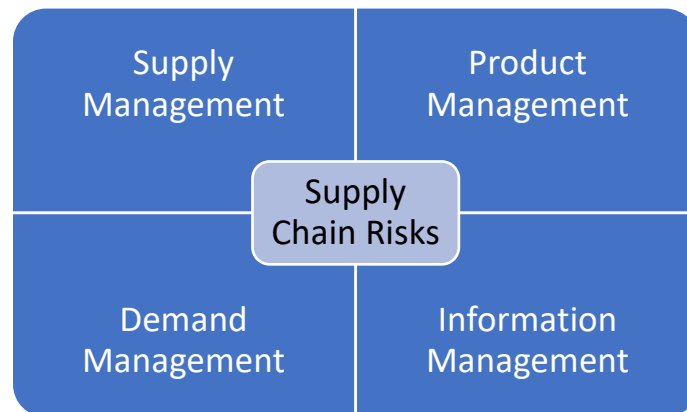 Supply
Management
Product
Management
Supply
Chain Risks
Demand
Management
Information
Management